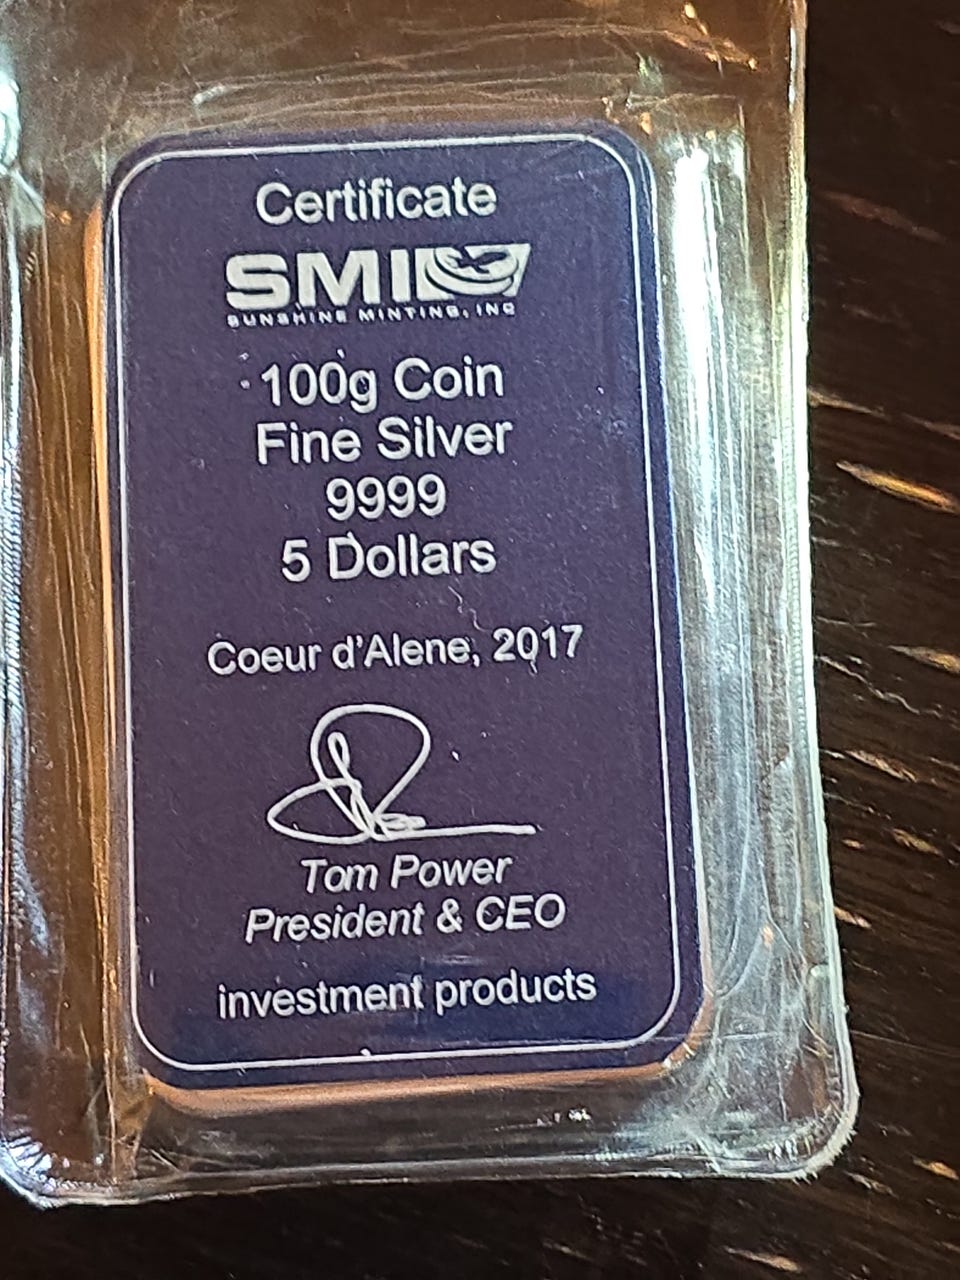 Certificate
SMI
SUNSHINE MINTING, INC
100g Coin
Fine Silver
9999
5 Dollars
Coeur d'Alene, 2017
Tom Power
President & CEO
investment products